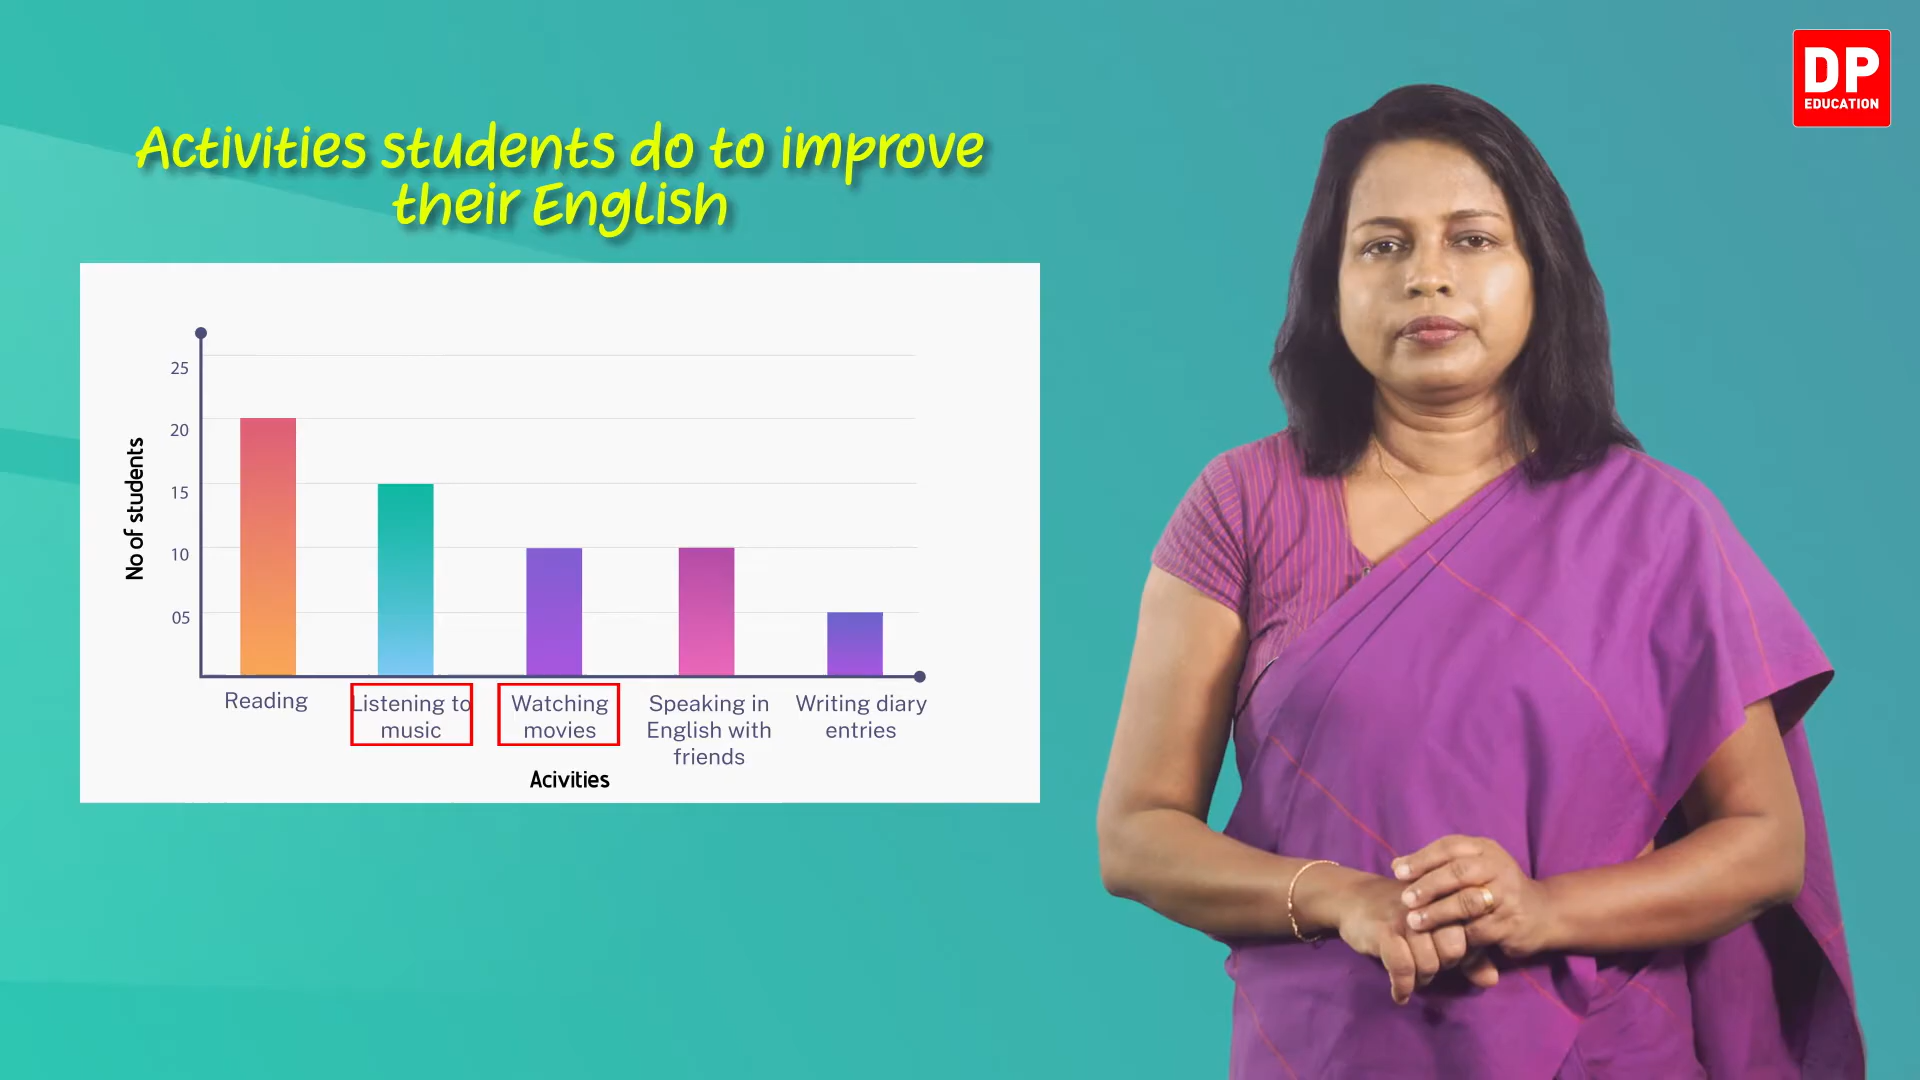 DP
EDUCATION
Activities students do to improve
their English
No of students
25
20
15
10
05
Reading
Listening to
music
Watching
movies
Speaking in
English with
friends
Writing diary
entries
Acivities